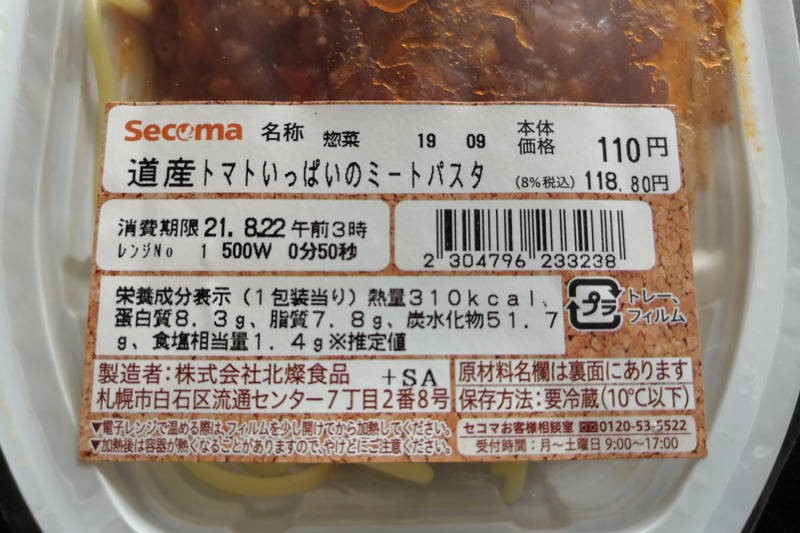 Secoma 名称 惣菜 19 09 本体価格 110円
道産トマトいっぱいのミートパスタ (8%税込) 118.80円
消費期限21.8.22午前3時
レンジNo 1 500W 0分50秒
2 304796 233238
栄養成分表示(1包装当り)熱量310kcal、
蛋白質8.3g、脂質7.8g、炭水化物51.7
g、食塩相当量1.4g※推定値
プラ
トレー、
フィルム
製造者:株式会社北燦食品 +SA
札幌市白石区流通センター7丁目2番8号
原材料名欄は裏面にあります
保存方法:要冷蔵(10℃以下)
▼電子レンジで温める際は、フィルムを少し開けてから加熱してください。
▼加熱後は容器が熱くなることがありますので、やけどにご注意ください。
セコマお客様相談室 0120-53-5522
受付時間:月～土曜日 9:00～17:00